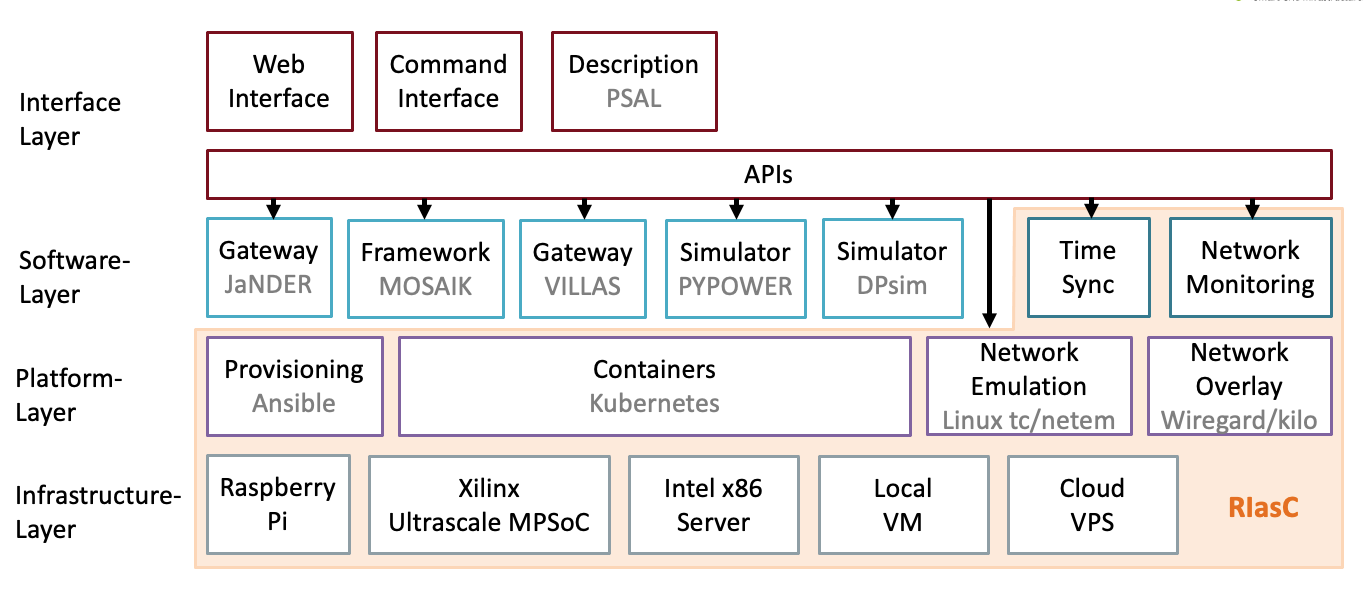 Interface
Layer
Web
Interface
Command
Interface
Description
PSAL
APIs
Software-
Layer
Gateway
JaNDER
Framework
MOSAIK
Gateway
VILLAS
Simulator
PYPOWER
Simulator
DPsim
Time
Sync
Network
Monitoring
Platform-
Layer
Provisioning
Ansible
Containers
Kubernetes
Network
Emulation
Linux tc/netem
Network
Overlay
Wiregard/kilo
Infrastructure-
Layer
Raspberry
Pi
Xilinx
Ultrascale MPSoC
Intel x86
Server
Local
VM
Cloud
VPS
RIasC